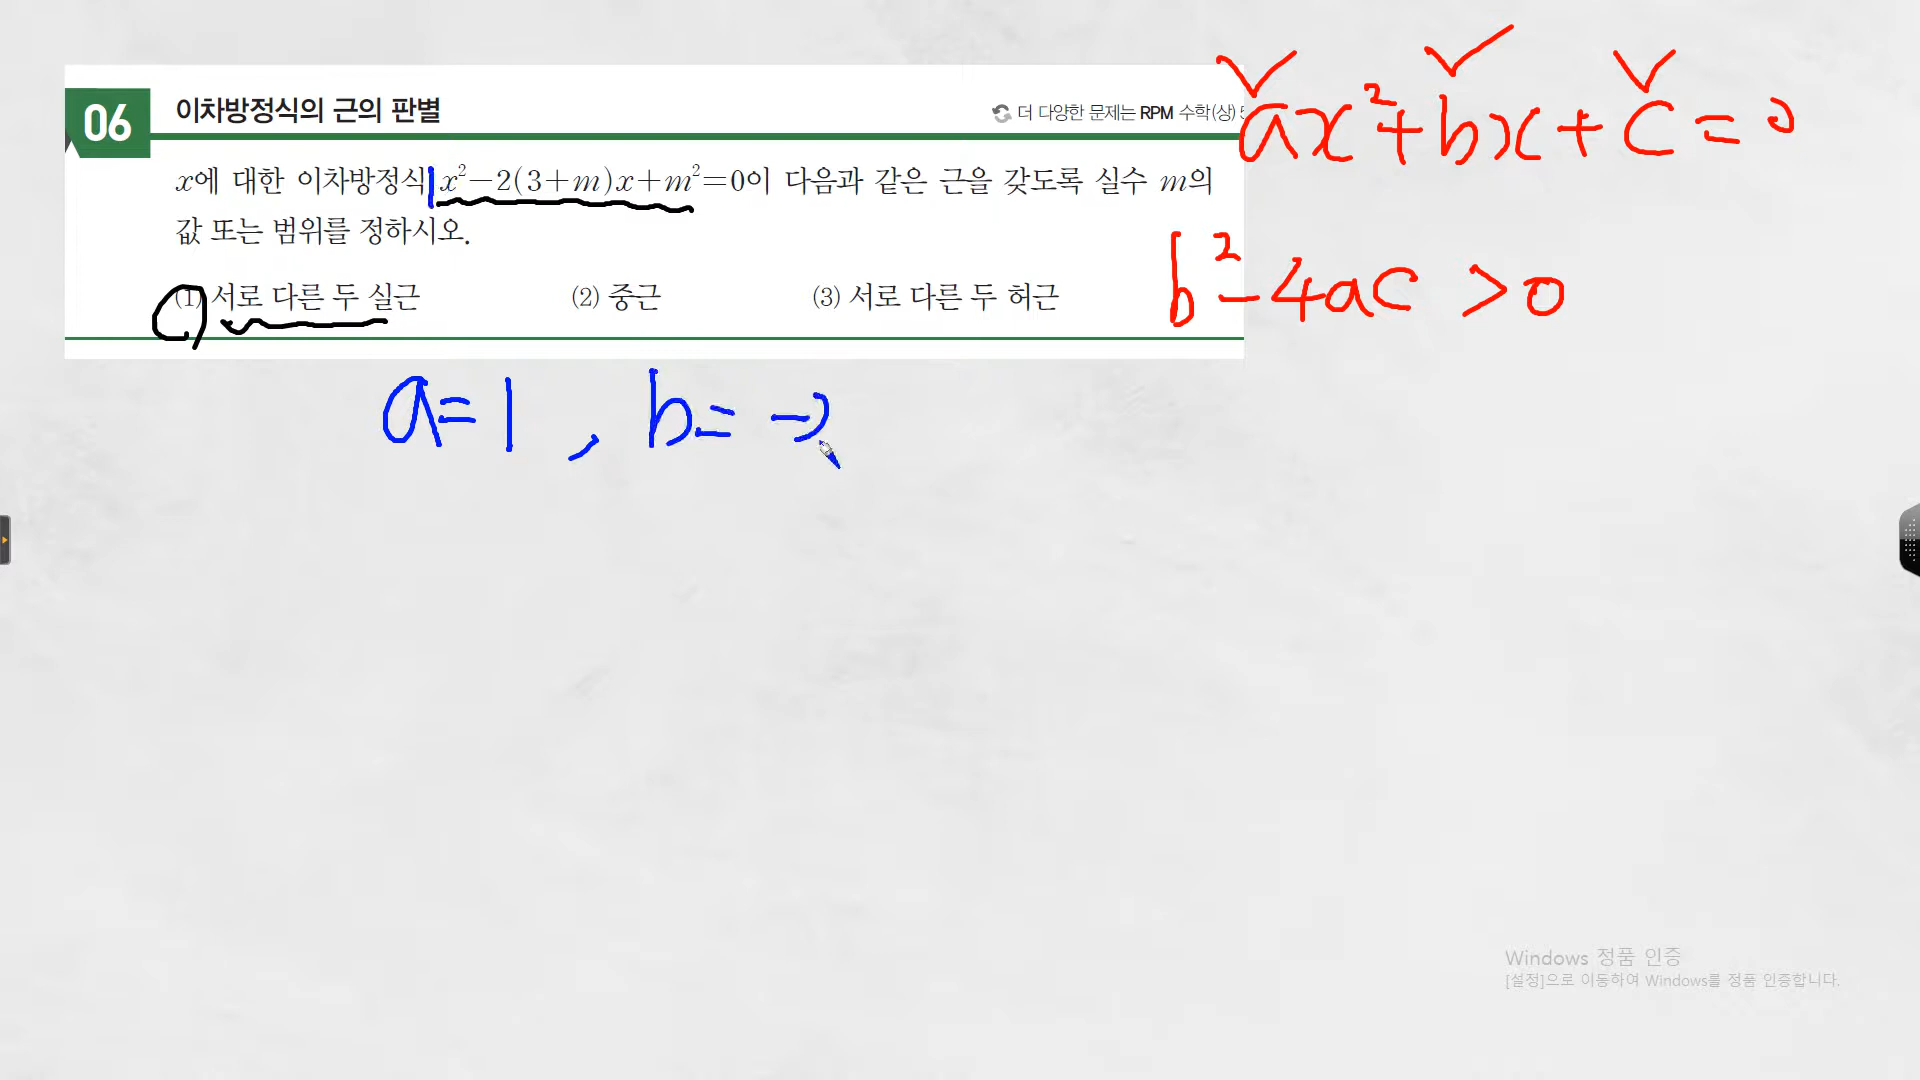 06 이차방정식의 근의 판별
더 다양한 문제는 RPM 수학(상)
x에 대한 이차방정식 x²−2(3+m)x+m²=0이 다음과 같은 근을 갖도록 실수 m의
값 또는 범위를 정하시오.
(1) 서로 다른 두 실근 (2) 중근 (3) 서로 다른 두 허근
ax²+bx+c=0
b²-4ac>0
a=1, b=-2
Windows 정품 인증
[설정]으로 이동하여 Windows를 정품 인증합니다.